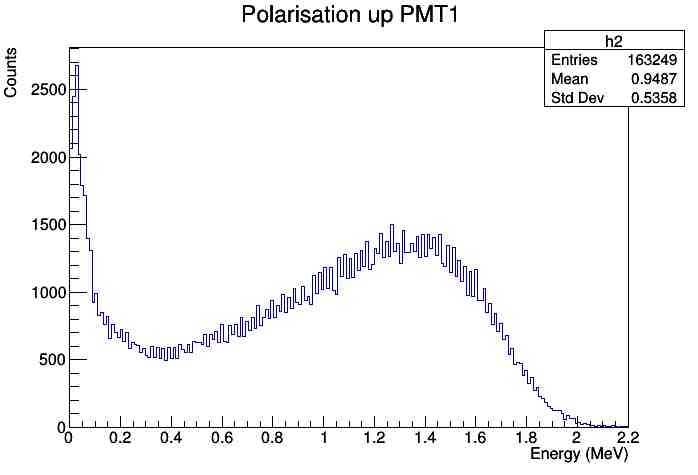 Polarisation up PMT1
h2
Entries 163249
Mean 0.9487
Std Dev 0.5358
Counts
2500
2000
1500
1000
500
0
0 0.2 0.4 0.6 0.8 1 1.2 1.4 1.6 1.8 2 2.2
Energy (MeV)